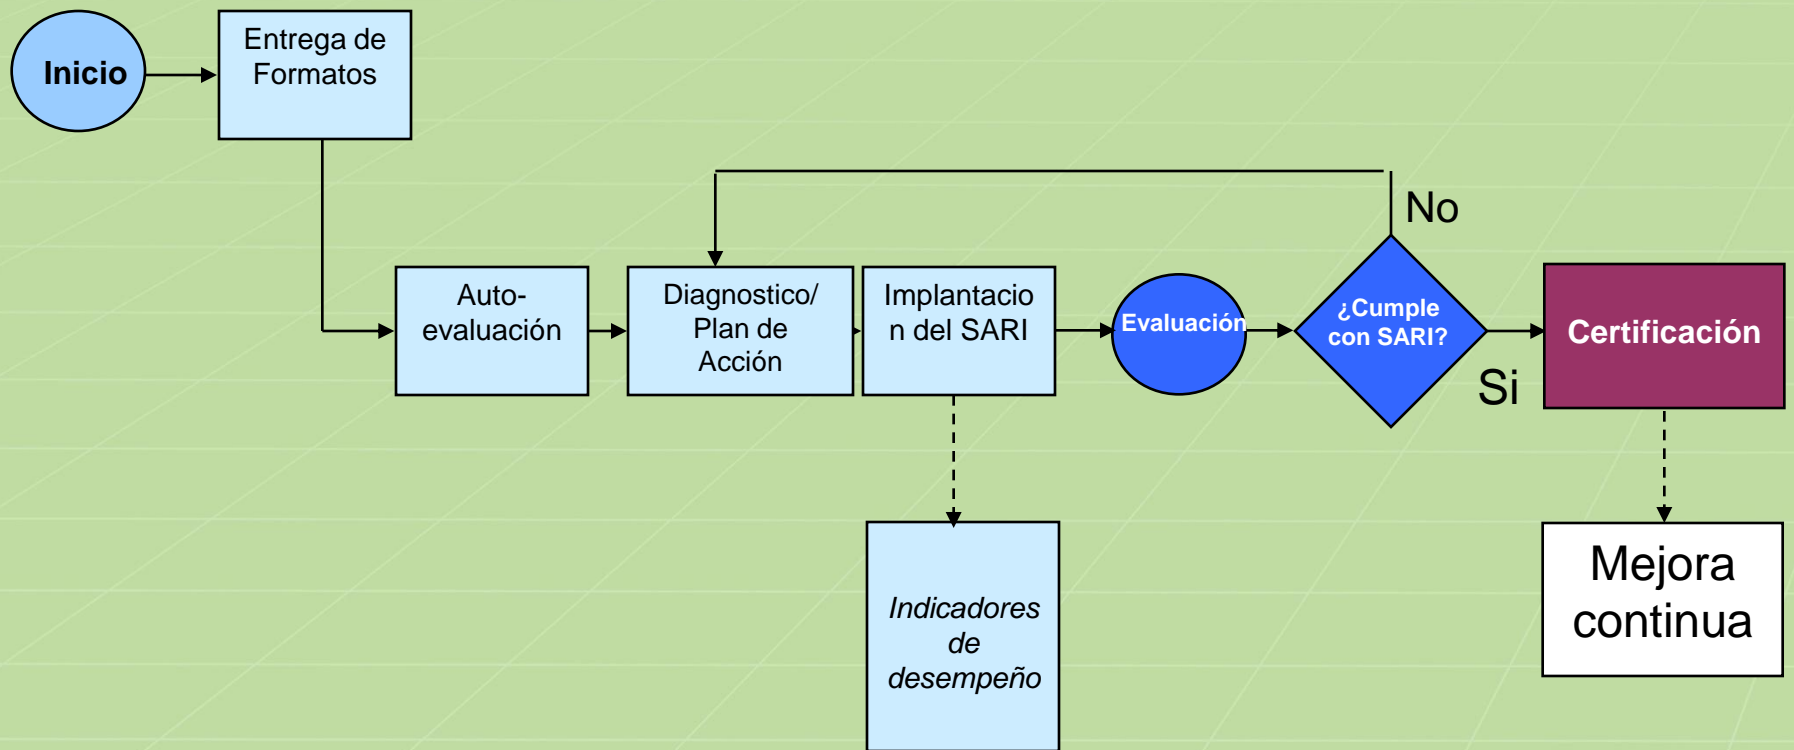 Inicio
Entrega de
Formatos
No
Auto-
evaluación
Diagnostico/
Plan de
Acción
Implantacio
n del SARI
Evaluación
¿Cumple
con SARI?
Si
Certificación
Indicadores
de
desempeño
Mejora
continua